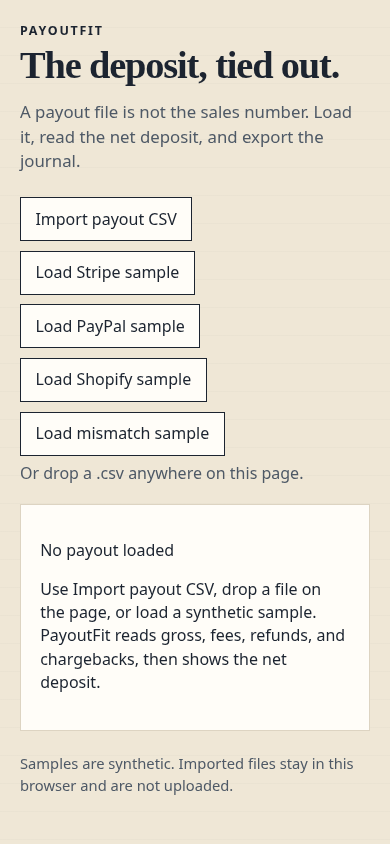 PAYOUTFIT
The deposit, tied out.
A payout file is not the sales number. Load
it, read the net deposit, and export the
journal.
Import payout CSV
Load Stripe sample
Load PayPal sample
Load Shopify sample
Load mismatch sample
Or drop a .csv anywhere on this page.
No payout loaded
Use Import payout CSV, drop a file on
the page, or load a synthetic sample.
PayoutFit reads gross, fees, refunds, and
chargebacks, then shows the net
deposit.
Samples are synthetic. Imported files stay in this
browser and are not uploaded.